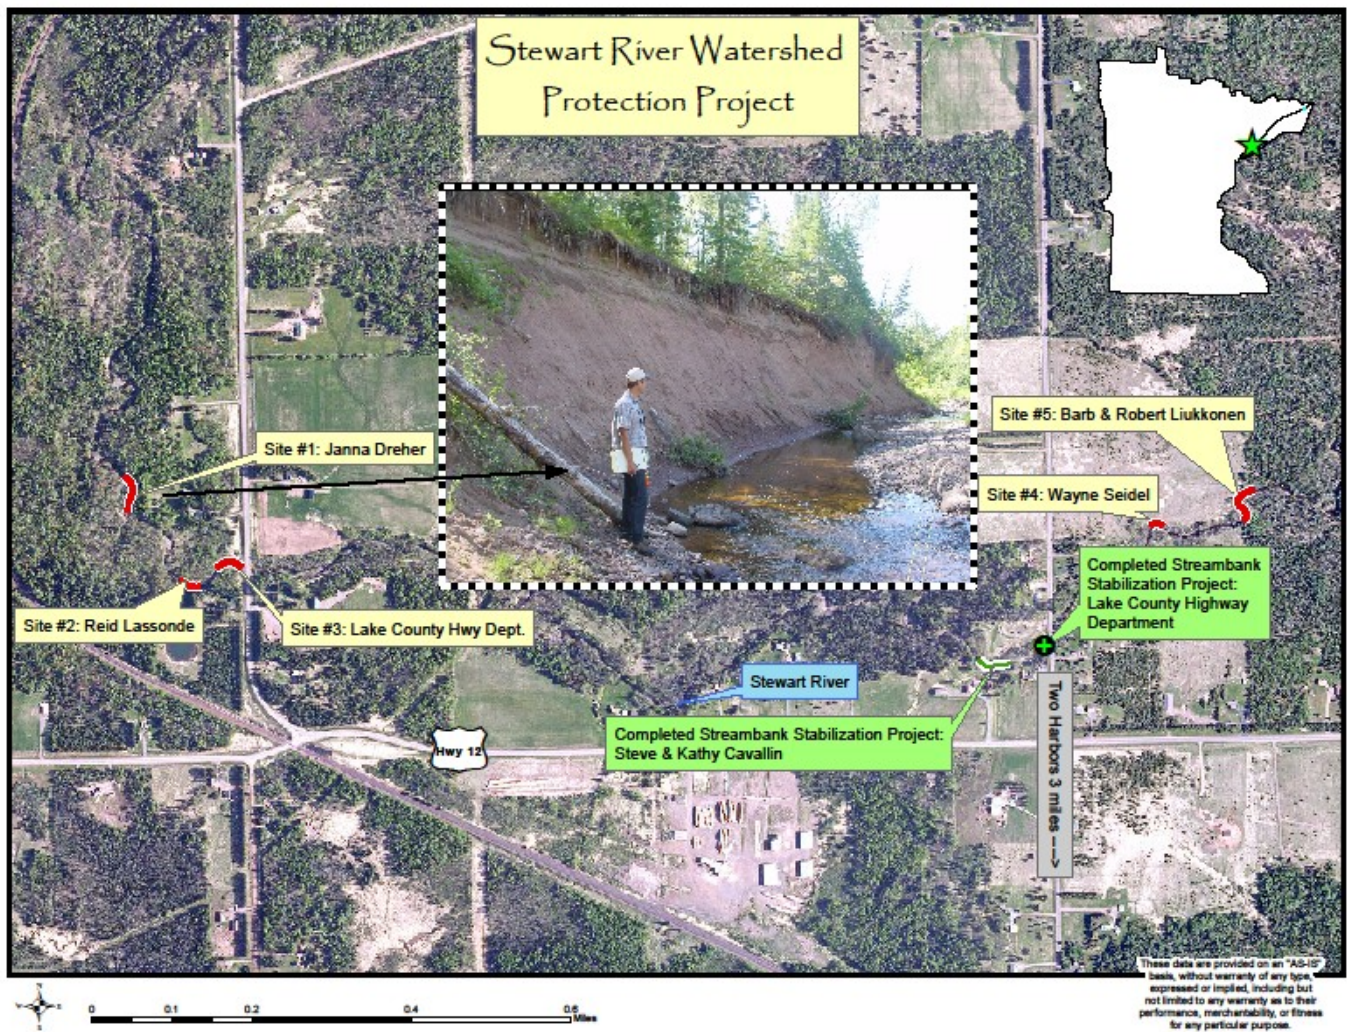 Stewart River Watershed
Protection Project
Site #5: Barb & Robert Liukkonen
Site #1: Janna Dreher
Site #4: Wayne Seidel
Completed Streambank
Stabilization Project:
Lake County Highway
Department
Site #2: Reid Lassonde
Site #3: Lake County Hwy Dept.
Stewart River
Two Harbors 3 miles --->
Completed Streambank Stabilization Project:
Steve & Kathy Cavallin
Hwy 12
These data are provided on an "AS-IS"
basis, without warranty of any type,
expressed or implied, including but
not limited to any warranty as to their
performance, merchantability, or fitness
for any particular purpose.
N
W
E
S
0 0.1 0.2 0.4 0.6
Miles